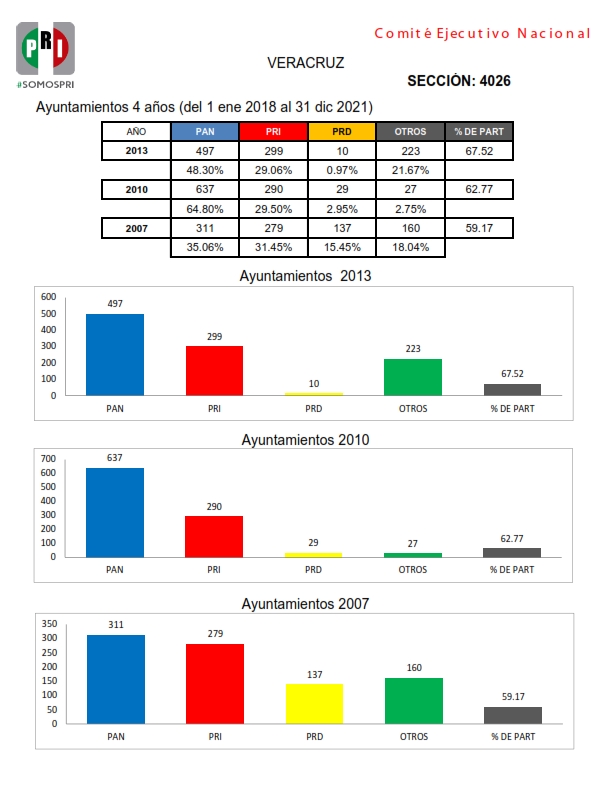 Comité Ejecutivo Nacional
PRI
#SOMOSPRI
VERACRUZ
SECCIÓN: 4026
Ayuntamientos 4 años (del 1 ene 2018 al 31 dic 2021)
AÑO PAN PRI PRD OTROS % DE PART
2013 497 299 10 223 67.52
48.30% 29.06% 0.97% 21.67%
2010 637 290 29 27 62.77
64.80% 29.50% 2.95% 2.75%
2007 311 279 137 160 59.17
35.06% 31.45% 15.45% 18.04%
Ayuntamientos 2013
600
500
400
300
200
100
0
497
299
10
223
67.52
PAN PRI PRD OTROS % DE PART
Ayuntamientos 2010
700
600
500
400
300
200
100
0
637
290
29
27
62.77
PAN PRI PRD OTROS % DE PART
Ayuntamientos 2007
350
300
250
200
150
100
50
0
311
279
137
160
59.17
PAN PRI PRD OTROS % DE PART